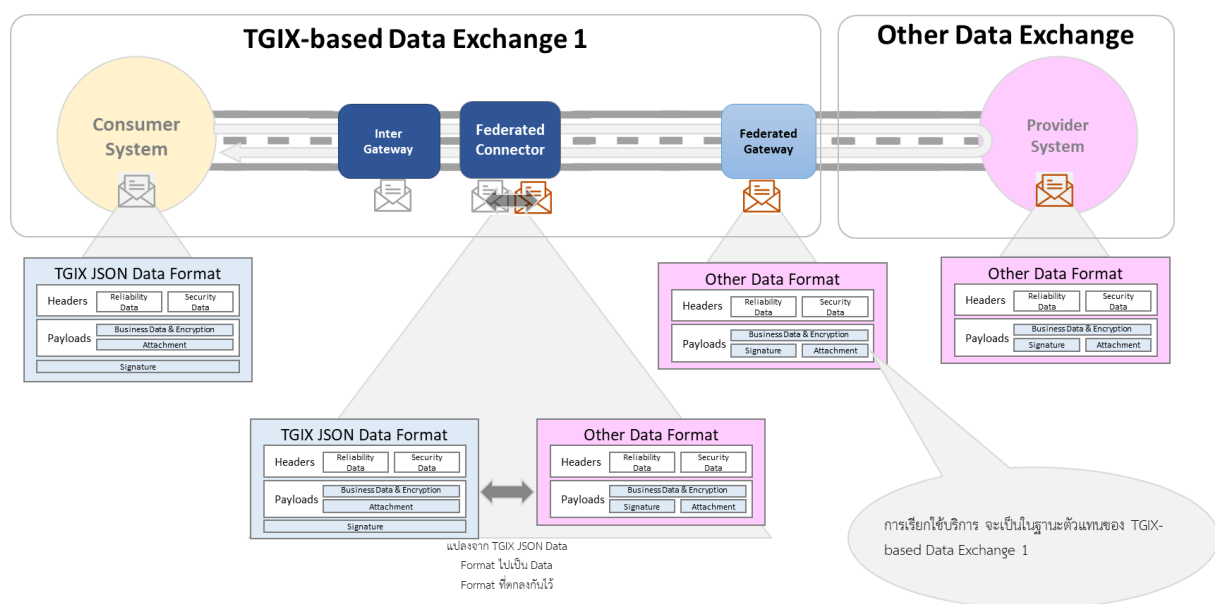 TGIX-based Data Exchange 1
Other Data Exchange
Consumer
System
Inter
Gateway
Federated
Connector
Federated
Gateway
Provider
System
TGIX JSON Data Format
Headers
Reliability
Data
Security
Data
Payloads
Business Data & Encryption
Attachment
Signature
Other Data Format
Headers
Reliability
Data
Security
Data
Payloads
Business Data & Encryption
Signature
Attachment
Other Data Format
Headers
Reliability
Data
Security
Data
Payloads
Business Data & Encryption
Signature
Attachment
TGIX JSON Data Format
Headers
Reliability
Data
Security
Data
Payloads
Business Data & Encryption
Attachment
Signature
Other Data Format
Headers
Reliability
Data
Security
Data
Payloads
Business Data & Encryption
Signature
Attachment
แปลงจาก TGIX JSON Data
Format ไปเป็น Data
Format ที่ตกลงกันไว้
การเรียกใช้บริการ จะเป็นในฐานะตัวแทนของ TGIX-
based Data Exchange 1